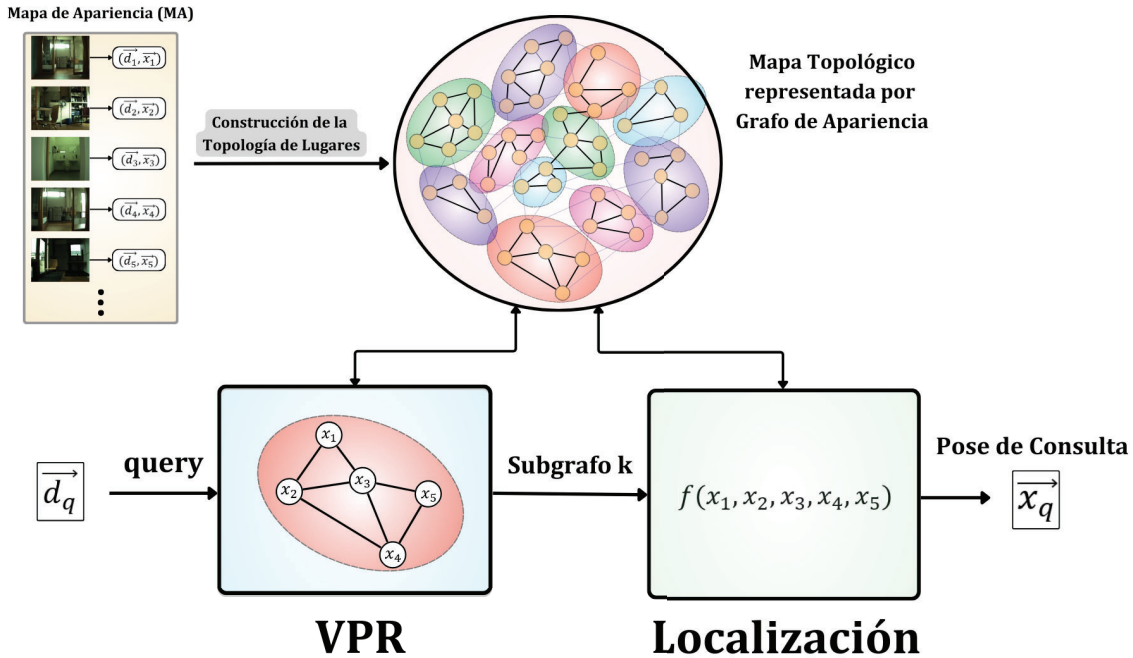 Mapa de Apariencia (MA)
(d₁, x₁)
(d₂, x₂)
(d₃, x₃)
(d₄, x₄)
(d₅, x₅)
Construcción de la
Topología de Lugares
Mapa Topológico
representada por
Grafo de Apariencia
d_q
query
x₁
x₂
x₃
x₅
x₄
VPR
Subgrafo k
f(x₁, x₂, x₃, x₄, x₅)
Localización
Pose de Consulta
x_q